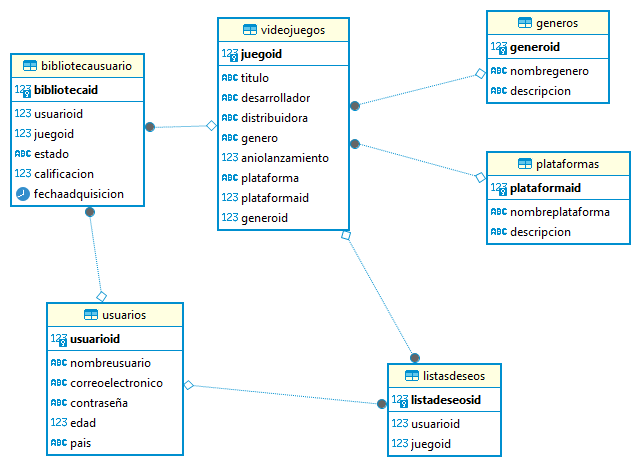 bibliotecausuario
123 bibliotecaid
123 usuarioid
123 juegoid
ABC estado
123 calificacion
fechaadquisicion
videojuegos
123 juegoid
ABC titulo
ABC desarrollador
ABC distribuidora
ABC genero
123 aniolanzamiento
ABC plataforma
123 plataformaid
123 generoid
generos
123 generoid
ABC nombregenero
ABC descripcion
plataformas
123 plataformaid
ABC nombreplataforma
ABC descripcion
usuarios
123 usuarioid
ABC nombreusuario
ABC correoelectronico
ABC contraseña
123 edad
ABC pais
listasdeseos
123 listadeseosid
123 usuarioid
123 juegoid